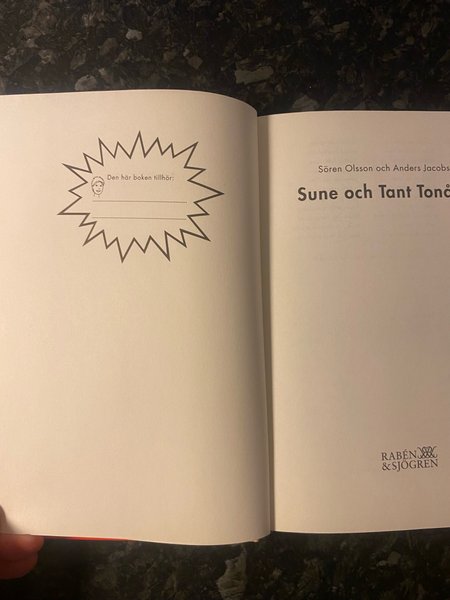 Den här boken tillhör:
Sören Olsson och Anders Jacobs
Sune och Tant Tonå
RABÉN
&SJÖGREN